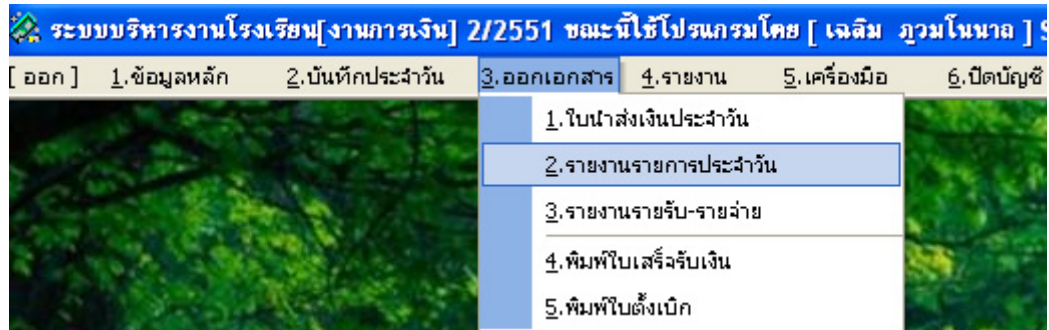 ระบบบริหารงานโรงเรียน[งานการเงิน] 2/2551 ขณะนี้ใช้โปรแกรมโดย [ เฉลิม ภูวมโนนาถ ] S
[ ออก ] 1.ข้อมูลหลัก 2.บันทึกประจำวัน 3.ออกเอกสาร 4.รายงาน 5.เครื่องมือ 6.ปิดบัญชี
1.ใบนำส่งเงินประจำวัน
2.รายงานรายการประจำวัน
3.รายงานรายรับ-รายจ่าย
4.พิมพ์ใบเสร็จรับเงิน
5.พิมพ์ใบตั้งเบิก